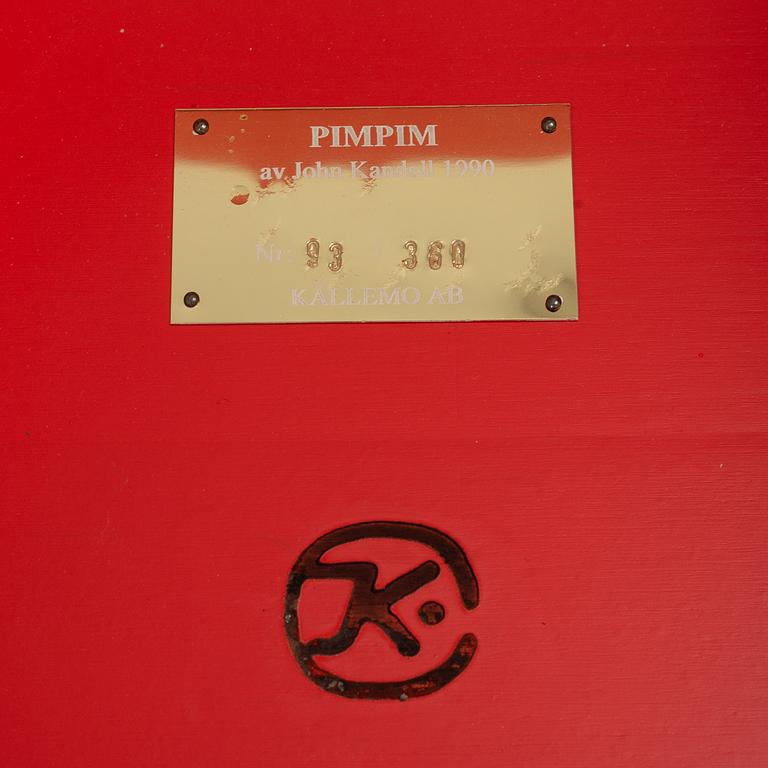 PIMPIM
av John Kandell 1990
Nr: 93 / 360
KÄLLEMO AB
K